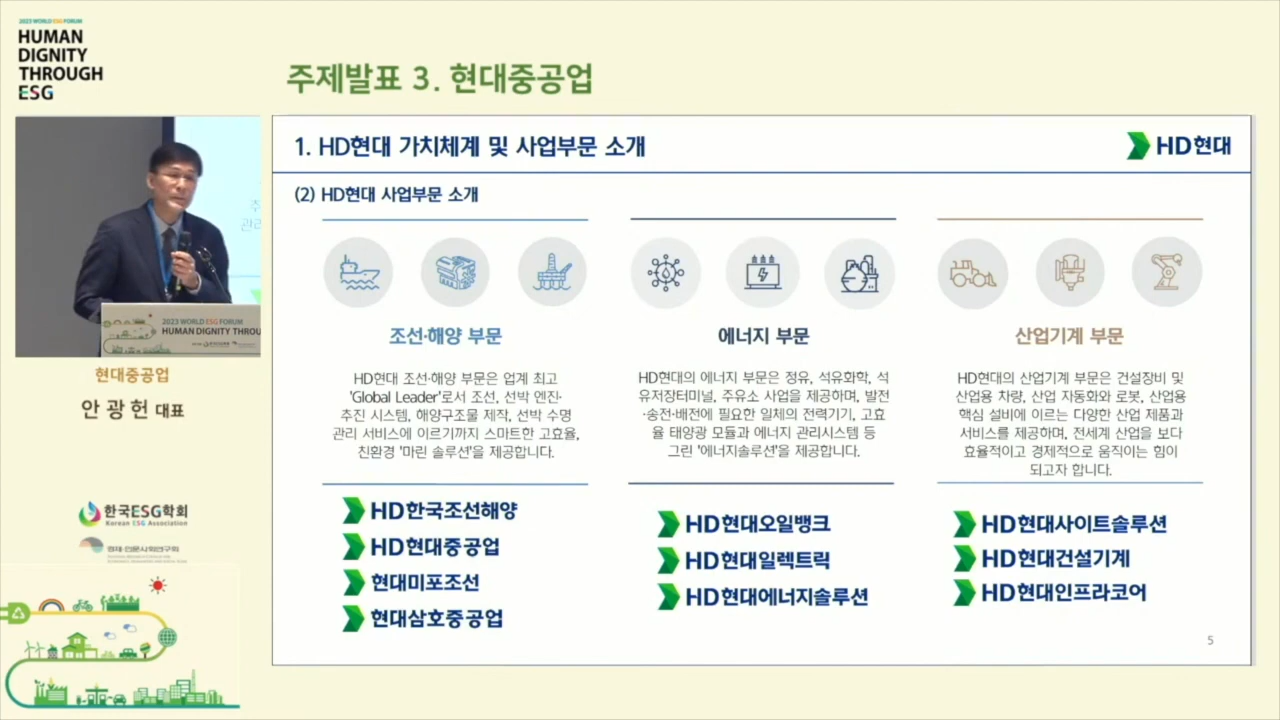 2023 WORLD ESG FORUM
HUMAN
DIGNITY
THROUGH
ESG
주제발표 3. 현대중공업
1. HD현대 가치체계 및 사업부문 소개
HD현대
(2) HD현대 사업부문 소개
조선·해양 부문
HD현대 조선·해양 부문은 업계 최고
'Global Leader'로서 조선, 선박 엔진·
추진 시스템, 해양구조물 제작, 선박 수명
관리 서비스에 이르기까지 스마트한 고효율,
친환경 '마린 솔루션'을 제공합니다.
HD한국조선해양
HD현대중공업
현대미포조선
현대삼호중공업
에너지 부문
HD현대의 에너지 부문은 정유, 석유화학, 석
유저장터미널, 주유소 사업을 제공하며, 발전
·송전·배전에 필요한 일체의 전력기기, 고효
율 태양광 모듈과 에너지 관리시스템 등
그린 '에너지솔루션'을 제공합니다.
HD현대오일뱅크
HD현대일렉트릭
HD현대에너지솔루션
산업기계 부문
HD현대의 산업기계 부문은 건설장비 및
산업용 차량, 산업 자동화와 로봇, 산업용
핵심 설비에 이르는 다양한 산업 제품과
서비스를 제공하며, 전세계 산업을 보다
효율적이고 경제적으로 움직이는 힘이
되고자 합니다.
HD현대사이트솔루션
HD현대건설기계
HD현대인프라코어
5
추
관리
2023 WORLD ESG FORUM
HUMAN DIGNITY THROU
현대중공업
안 광 헌 대표
한국ESG학회
Korean ESG Association